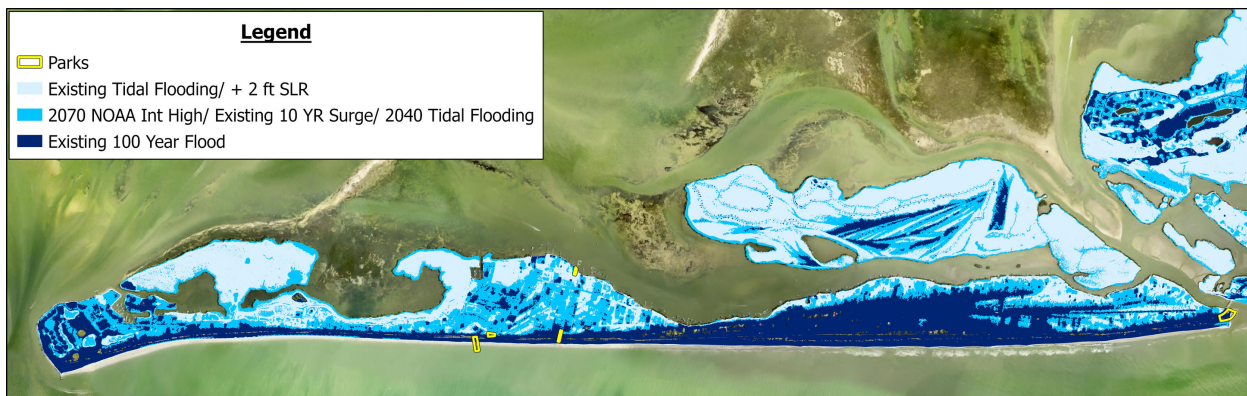 Legend
Parks
Existing Tidal Flooding/ + 2 ft SLR
2070 NOAA Int High/ Existing 10 YR Surge/ 2040 Tidal Flooding
Existing 100 Year Flood